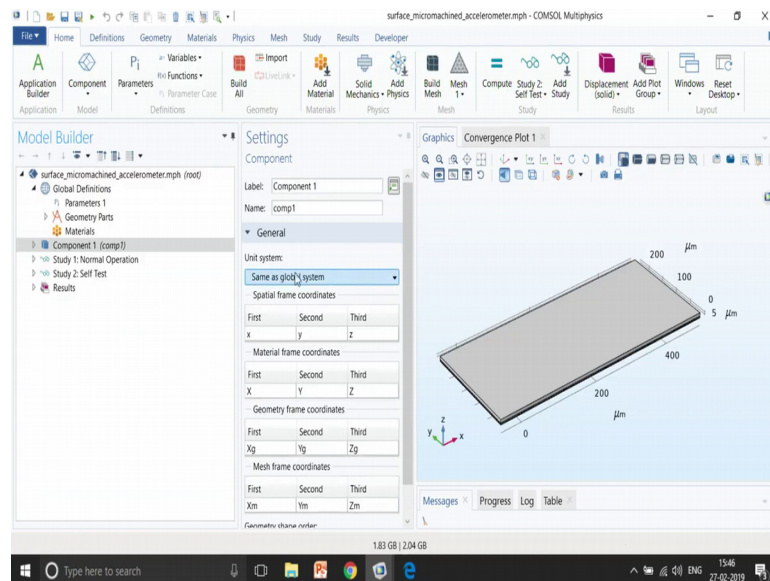 surface_micromachined_accelerometer.mph - COMSOL Multiphysics
File Home Definitions Geometry Materials Physics Mesh Study Results Developer
A Pi a= Variables Import
f(x) Functions LiveLink
Pi Parameter Case
Application Builder
Component
Parameters
Build All
Add Material
Solid Mechanics
Add Physics
Build Mesh
Mesh 1
Compute
Study 2: Self Test
Add Study
Displacement (solid)
Add Plot Group
Windows
Reset Desktop
Application Model Definitions Geometry Materials Physics Mesh Study Results Layout
Model Builder
surface_micromachined_accelerometer.mph (root)
Global Definitions
Pi Parameters 1
Geometry Parts
Materials
Component 1 (comp1)
Study 1: Normal Operation
Study 2: Self Test
Results
Settings
Component
Label: Component 1
Name: comp1
General
Unit system:
Same as global system
Spatial frame coordinates
First Second Third
x y z
Material frame coordinates
First Second Third
X Y Z
Geometry frame coordinates
First Second Third
Xg Yg Zg
Mesh frame coordinates
First Second Third
Xm Ym Zm
Geometry shape order:
Graphics Convergence Plot 1
200 μm
100
0
5 μm
400
200
μm
0
z
y x
Messages Progress Log Table
1.83 GB | 2.04 GB
Type here to search
ENG
15:46
27-02-2019